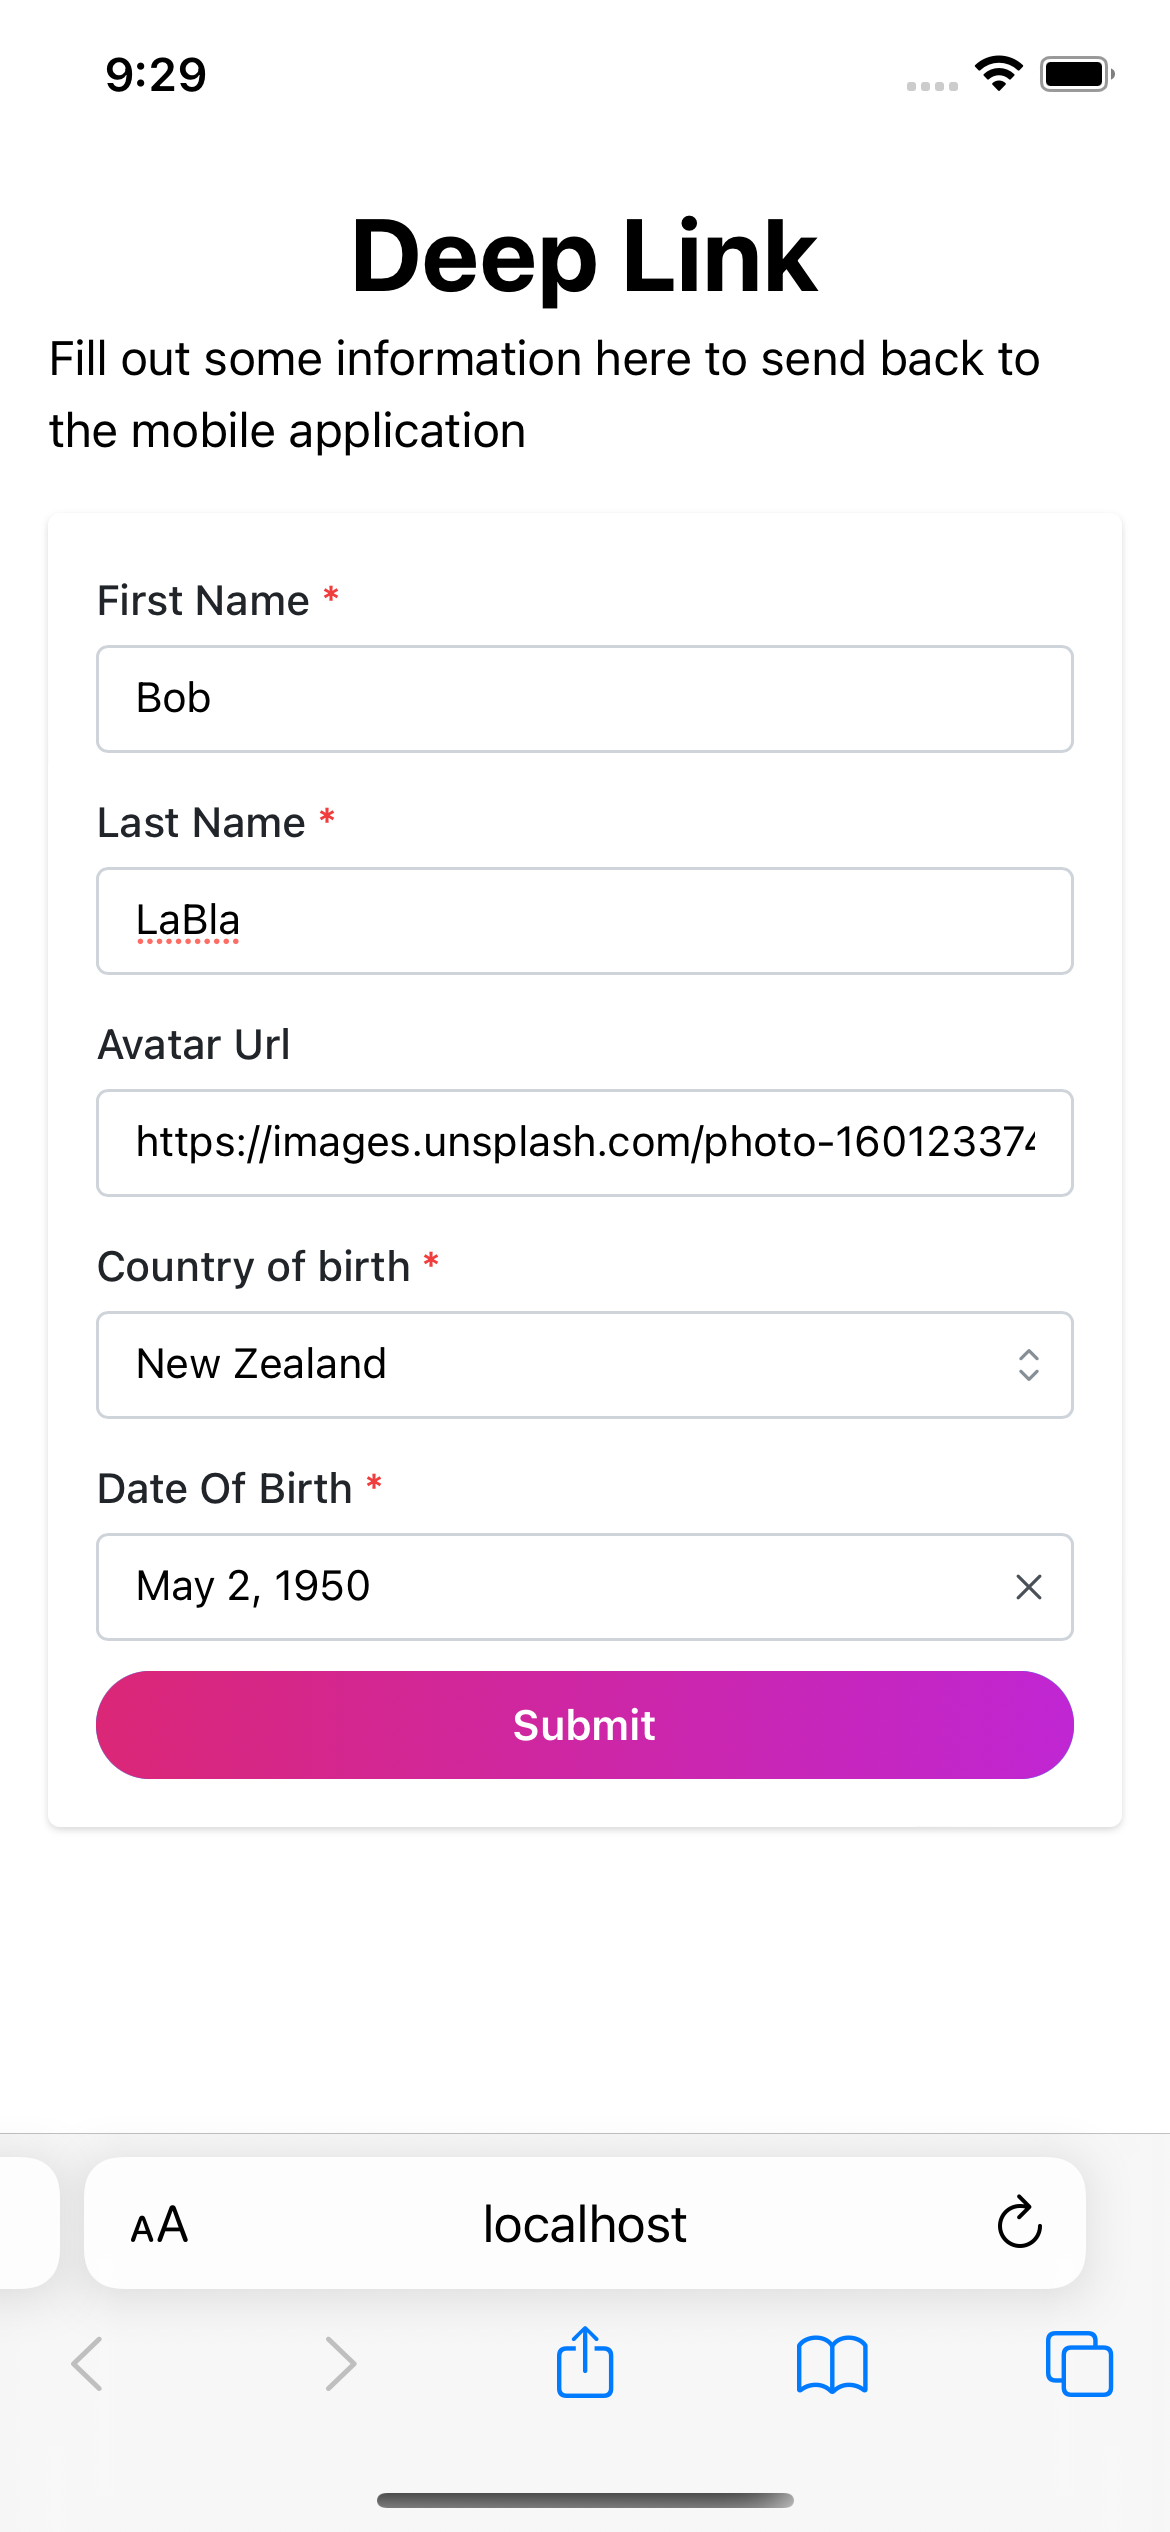 9:29
Deep Link
Fill out some information here to send back to
the mobile application
First Name *
Bob
Last Name *
LaBla
Avatar Url
https://images.unsplash.com/photo-160123374
Country of birth *
New Zealand
Date Of Birth *
May 2, 1950
Submit
AA localhost